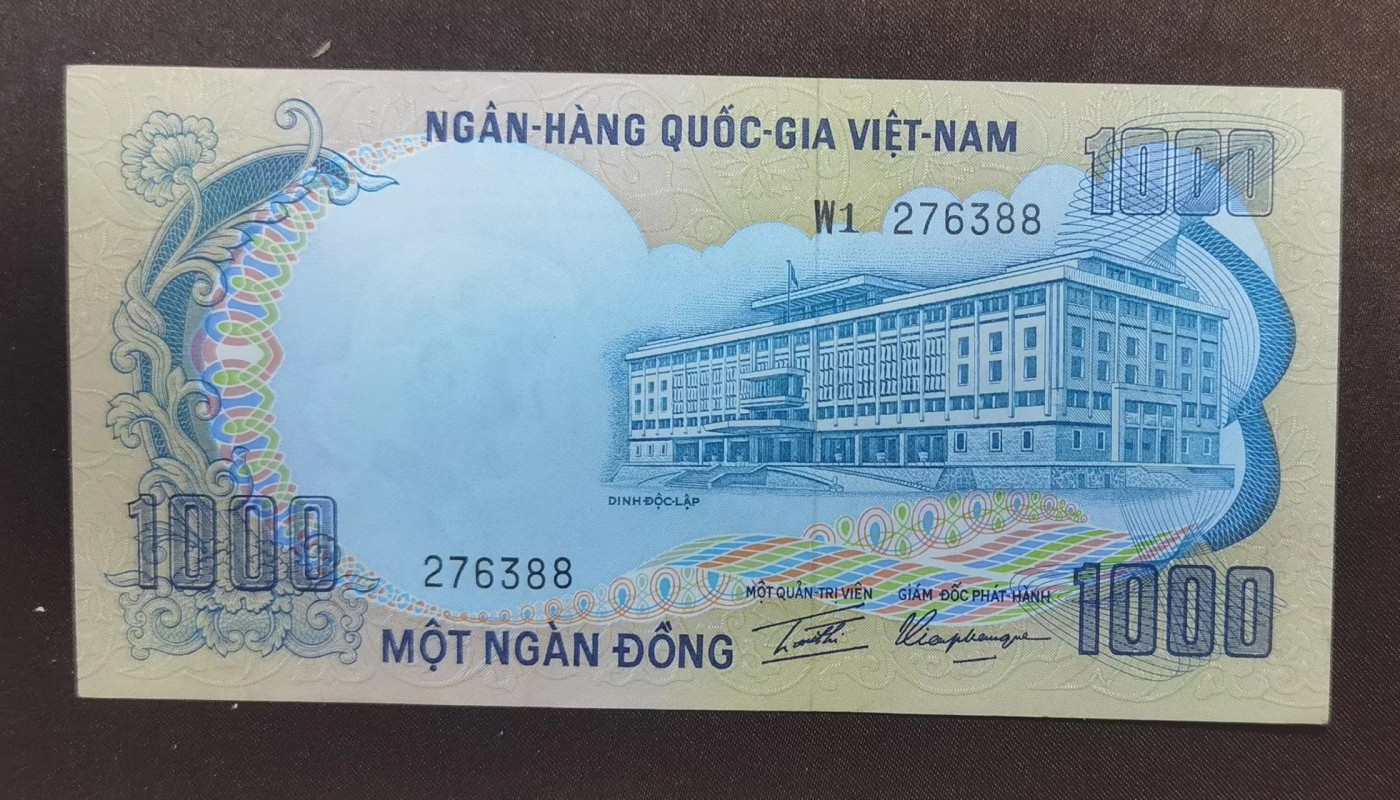 NGÂN-HÀNG QUỐC-GIA VIỆT-NAM
1000
W1 276388
DINH ĐỘC-LẬP
1000
276388
MỘT QUẢN-TRỊ VIÊN
GIÁM ĐỐC PHÁT-HÀNH
1000
MỘT NGÀN ĐỒNG